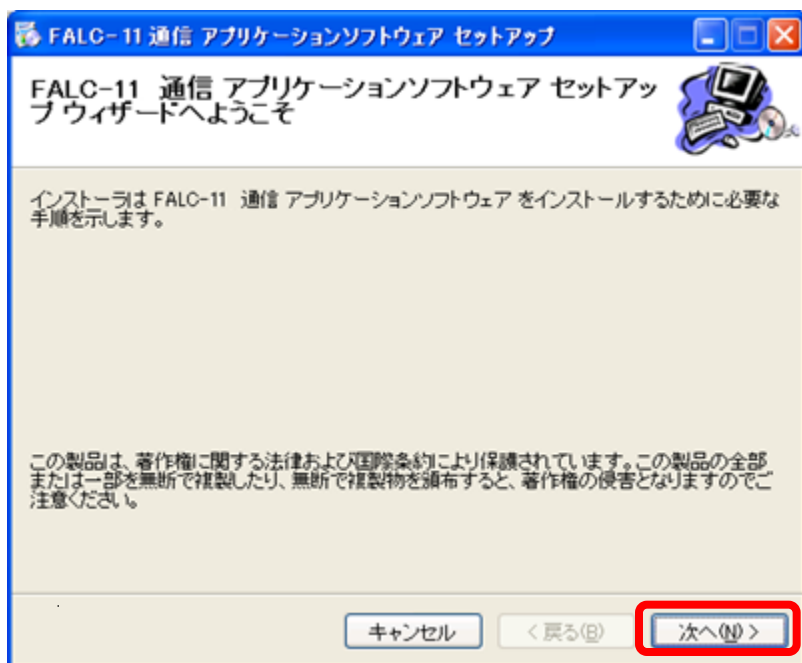 FALC-11 通信 アプリケーションソフトウェア セットアップ
FALC-11 通信 アプリケーションソフトウェア セットアッ
プ ウィザードへようこそ
インストーラは FALC-11 通信 アプリケーションソフトウェア をインストールするために必要な
手順を示します。
この製品は、著作権に関する法律および国際条約により保護されています。この製品の全部
または一部を無断で複製したり、無断で複製物を頒布すると、著作権の侵害となりますのでご
注意ください。
キャンセル
< 戻る(B)
次へ(N) >